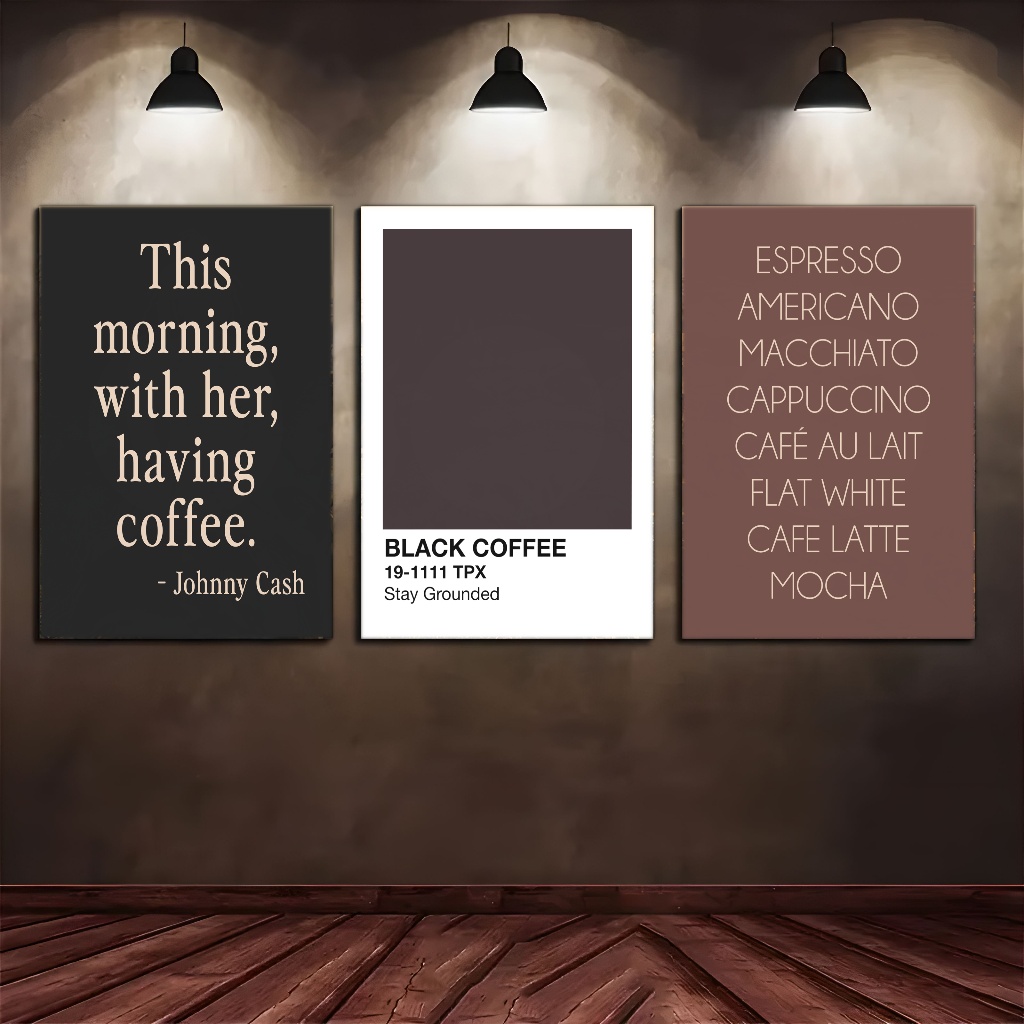 This
morning,
with her,
having
coffee.
- Johnny Cash
BLACK COFFEE
19-1111 TPX
Stay Grounded
ESPRESSO
AMERICANO
MACCHIATO
CAPPUCCINO
CAFÉ AU LAIT
FLAT WHITE
CAFE LATTE
MOCHA